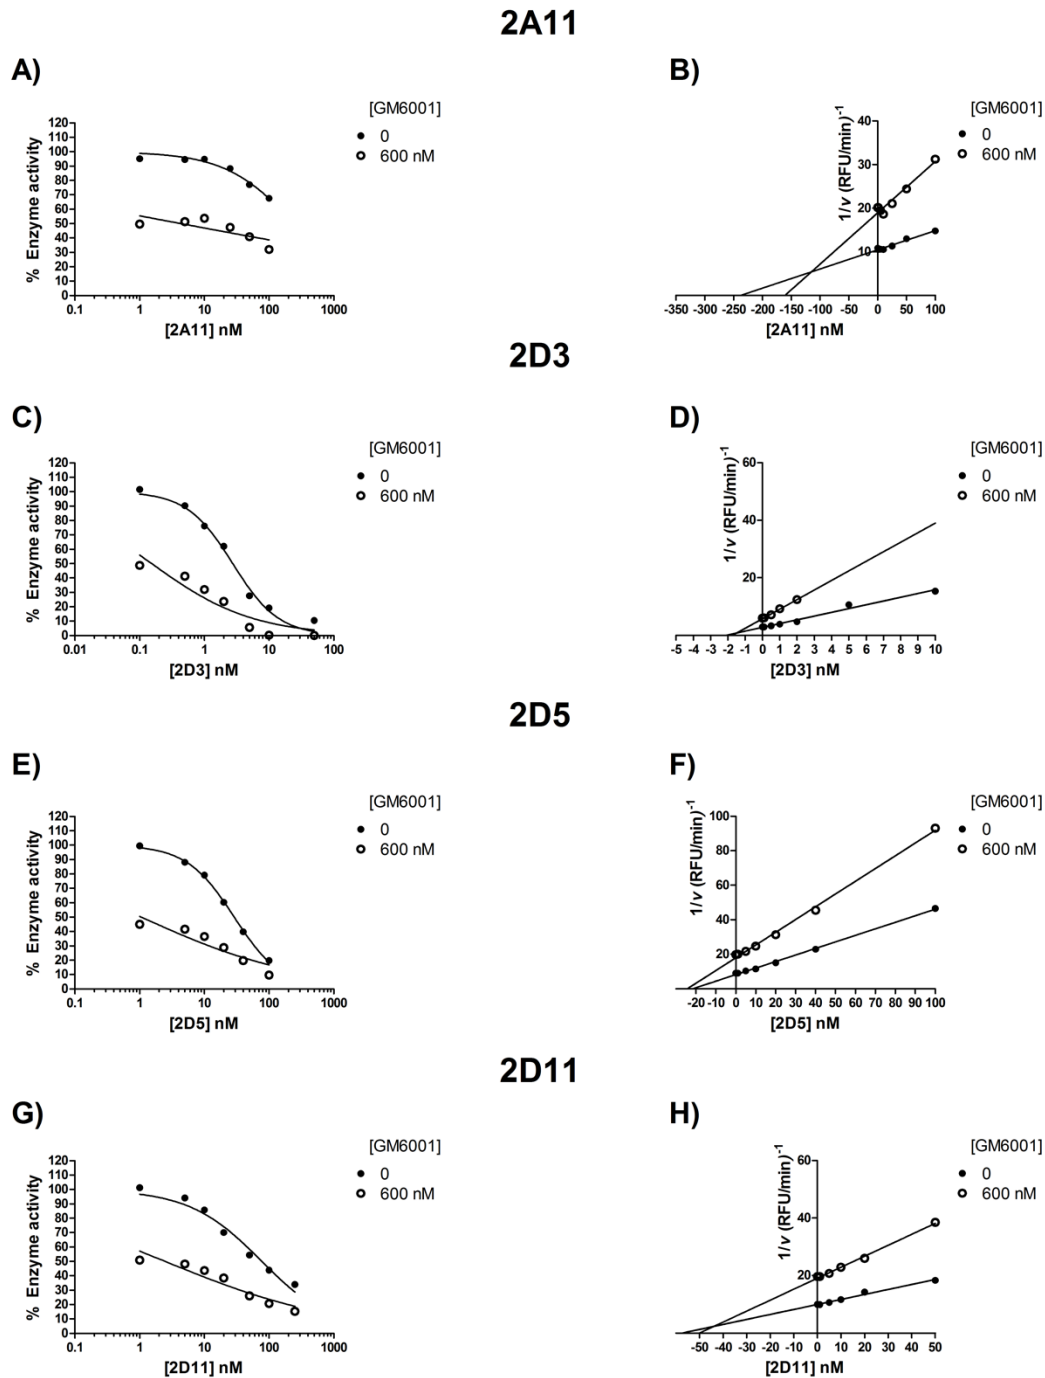 2A11
A)
[GM6001]
0
600 nM
% Enzyme activity
120
110
100
90
80
70
60
50
40
30
20
10
0
0.1 1 10 100 1000
[2A11] nM
B)
[GM6001]
0
600 nM
1/v (RFU/min)-1
40
30
20
10
-350 -300 -250 -200 -150 -100 -50 0 50 100
[2A11] nM
2D3
C)
[GM6001]
0
600 nM
% Enzyme activity
120
110
100
90
80
70
60
50
40
30
20
10
0
0.01 0.1 1 10 100
[2D3] nM
D)
[GM6001]
0
600 nM
1/v (RFU/min)-1
60
40
20
-5 -4 -3 -2 -1 0 1 2 3 4 5 6 7 8 9 10
[2D3] nM
2D5
E)
[GM6001]
0
600 nM
% Enzyme activity
120
110
100
90
80
70
60
50
40
30
20
10
0
0.1 1 10 100 1000
[2D5] nM
F)
[GM6001]
0
600 nM
1/v (RFU/min)-1
100
80
60
40
20
-20 -10 0 10 20 30 40 50 60 70 80 90 100
[2D5] nM
2D11
G)
[GM6001]
0
600 nM
% Enzyme activity
120
110
100
90
80
70
60
50
40
30
20
10
0
0.1 1 10 100 1000
[2D11] nM
H)
[GM6001]
0
600 nM
1/v (RFU/min)-1
60
40
20
-50 -40 -30 -20 -10 0 10 20 30 40 50
[2D11] nM